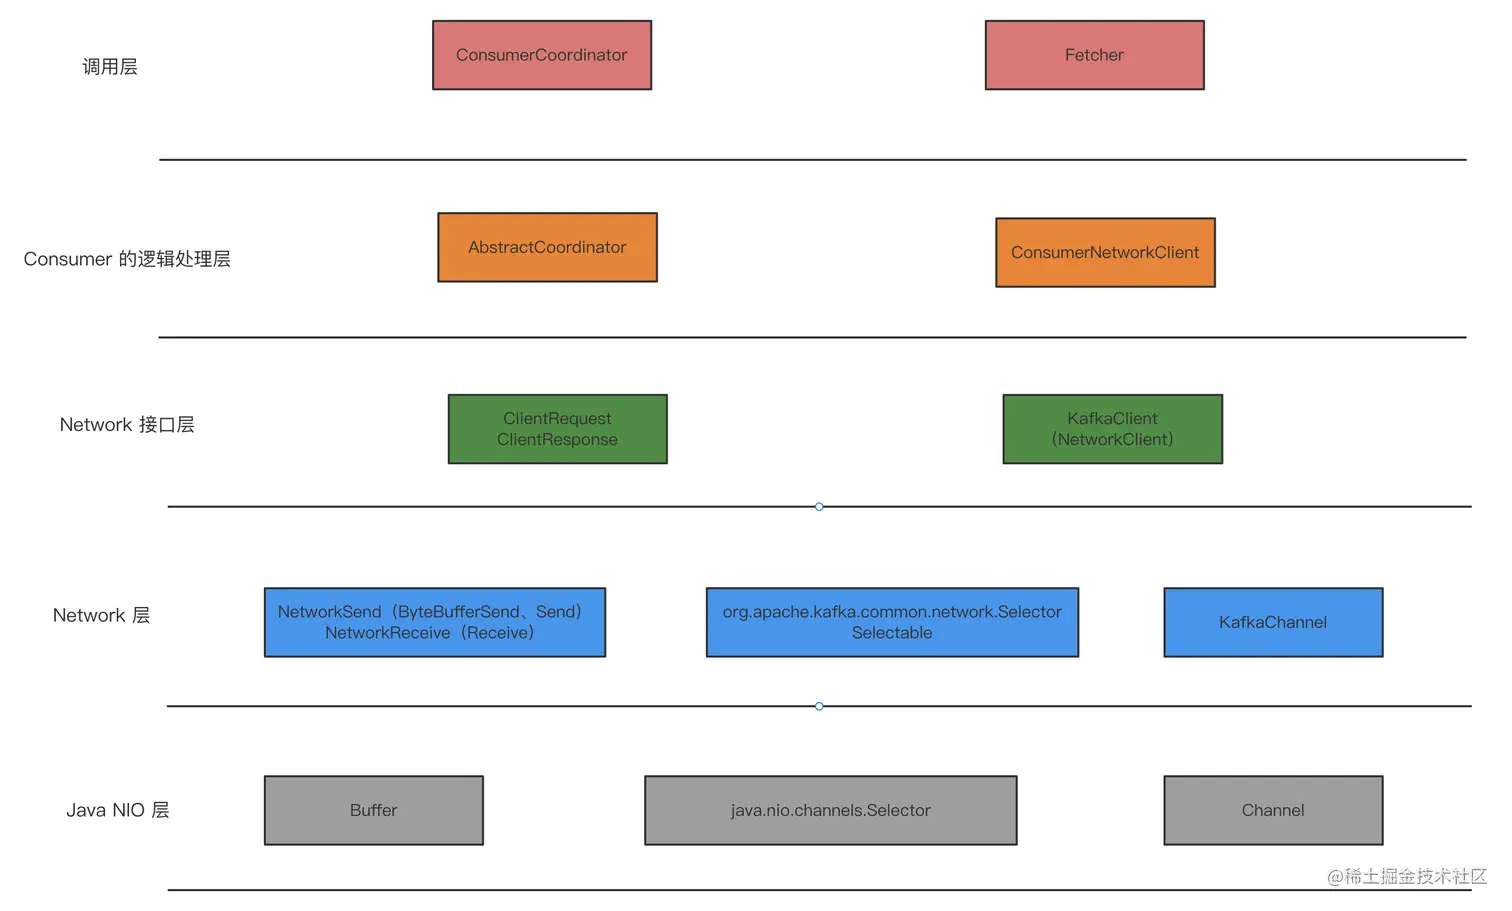 调用层
ConsumerCoordinator
Fetcher
Consumer 的逻辑处理层
AbstractCoordinator
ConsumerNetworkClient
Network 接口层
ClientRequest
ClientResponse
KafkaClient
（NetworkClient）
Network 层
NetworkSend（ByteBufferSend、Send）
NetworkReceive（Receive）
org.apache.kafka.common.network.Selector
Selectable
KafkaChannel
Java NIO 层
Buffer
java.nio.channels.Selector
Channel
@稀土掘金技术社区